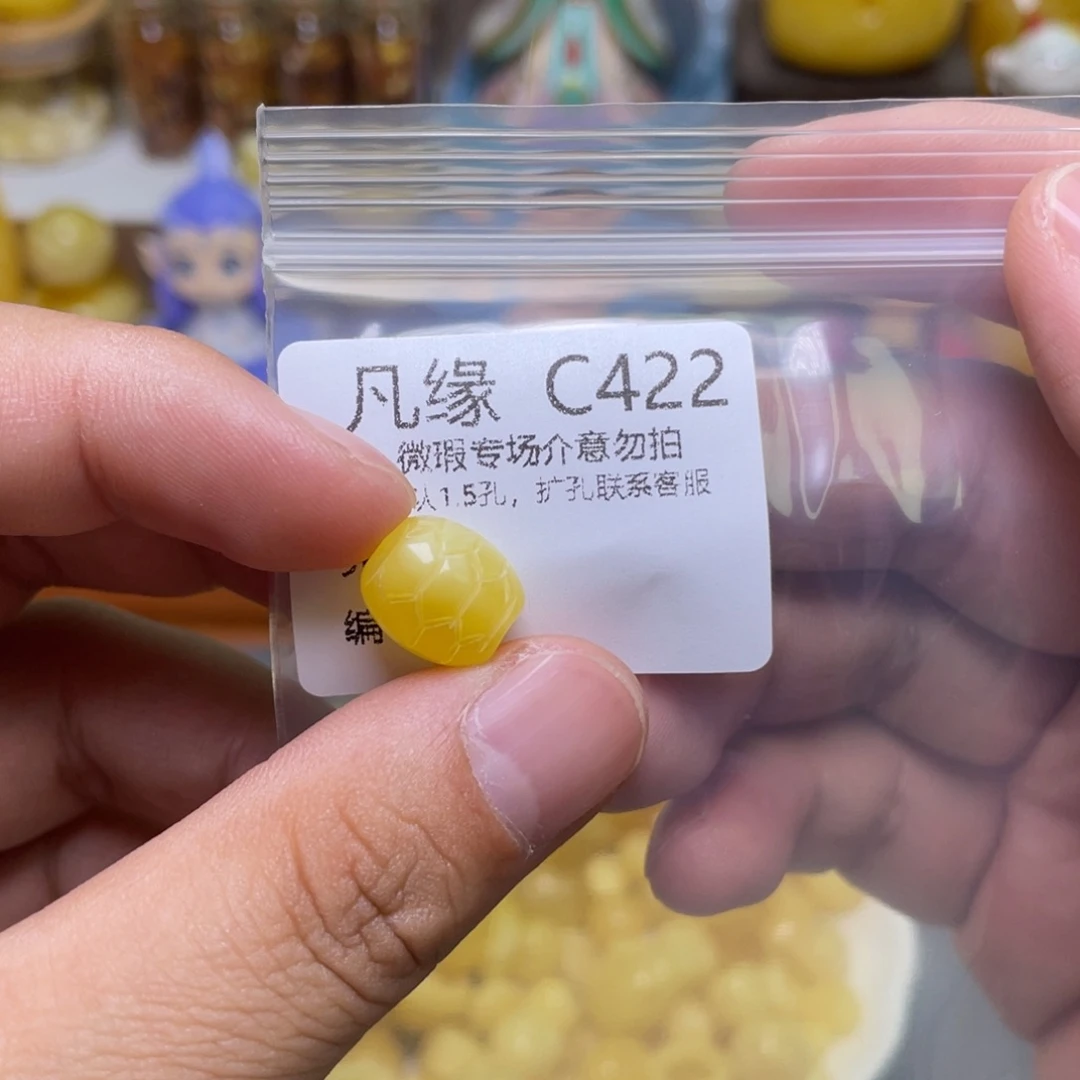 凡缘 C422
微瑕专场介意勿拍
认1.5孔，扩孔联系客服
编